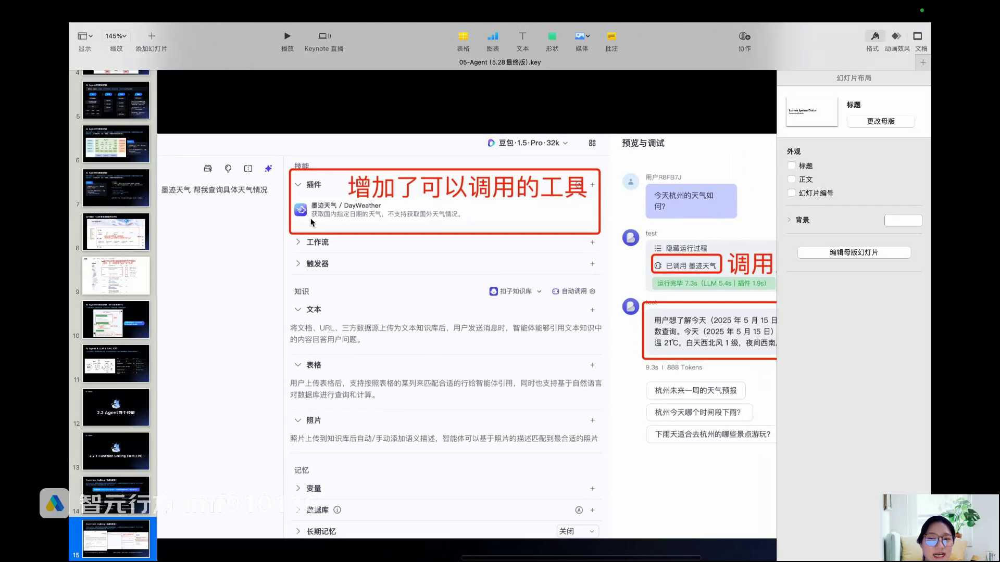 145%
显示
缩放
添加幻灯片
播放
Keynote 直播
表格
图表
文本
形状
媒体
批注
协作
格式
动画效果
文稿
05-Agent (5.28最终版).key
幻灯片布局
Lorem Ipsum Dolor
标题
更改母版
外观
标题
正文
幻灯片编号
背景
编辑母版幻灯片
4
5
6
7
8
9
10
11
12
2.2 Agent两个技能
13
2.2.1 Function Calling (调用工具)
14
15
豆包·1.5·Pro·32k
预览与调试
墨迹天气 帮我查询具体天气情况
技能
插件
增加了可以调用的工具
墨迹天气 / DayWeather
获取国内指定日期的天气，不支持获取国外天气情况。
工作流
触发器
知识
扣子知识库
自动调用
文本
将文档、URL、三方数据源上传为文本知识库后，用户发送消息时，智能体能够引用文本知识中
的内容回答用户问题。
表格
用户上传表格后，支持按照表格的某列来匹配合适的行给智能体引用，同时也支持基于自然语言
对数据库进行查询和计算。
照片
照片上传到知识库后自动/手动添加语义描述，智能体可以基于照片的描述匹配到最合适的照片
记忆
变量
数据库
长期记忆
关闭
用户R8FB7J
今天杭州的天气如
何?
test
隐藏运行过程
已调用 墨迹天气
调用
运行完毕 7.3s（LLM 5.4s | 插件 1.9s）
test
用户想了解今天（2025 年 5 月 15 日
数查询。今天（2025 年 5 月 15 日）
温 21℃，白天西北风 1 级，夜间西南
9.3s | 888 Tokens
杭州未来一周的天气预报
杭州今天哪个时间段下雨?
下雨天适合去杭州的哪些景点游玩?
智元行